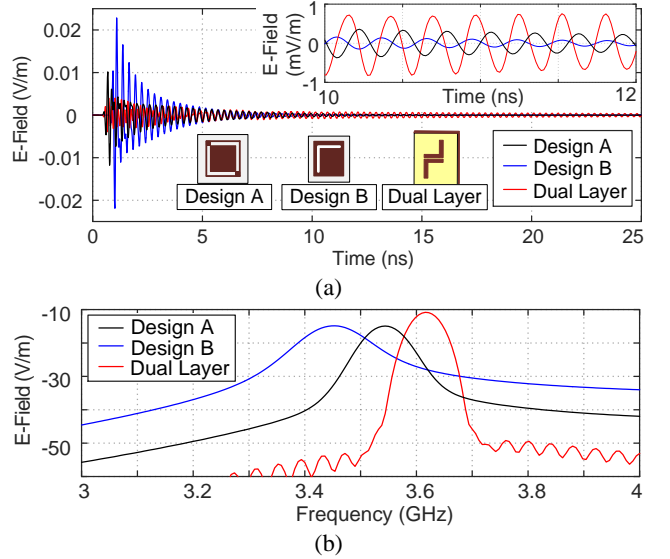 (a)
E-Field (V/m)
0.02
0.01
0
-0.01
-0.02
E-Field
(mV/m)
1
0
-1
10
Time (ns)
12
Design A
Design B
Dual Layer
Design A
Design B
Dual Layer
0
5
10
15
20
25
Time (ns)
(a)
E-Field (V/m)
-10
-30
-50
Design A
Design B
Dual Layer
3
3.2
3.4
3.6
3.8
4
Frequency (GHz)
(b)